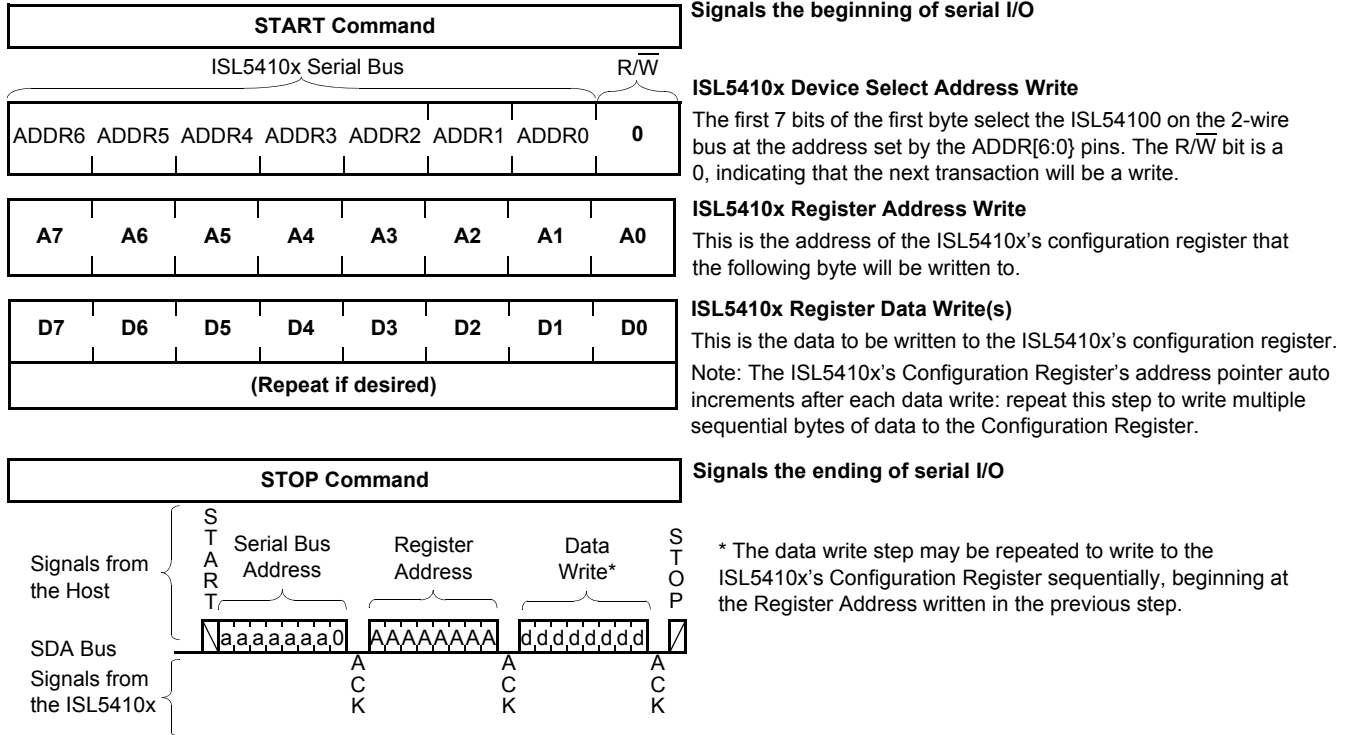 START Command
Signals the beginning of serial I/O
ISL5410x Serial Bus
R/W
ADDR6 ADDR5 ADDR4 ADDR3 ADDR2 ADDR1 ADDR0 0
ISL5410x Device Select Address Write
The first 7 bits of the first byte select the ISL54100 on the 2-wire
bus at the address set by the ADDR[6:0} pins. The R/W bit is a
0, indicating that the next transaction will be a write.
A7 A6 A5 A4 A3 A2 A1 A0
ISL5410x Register Address Write
This is the address of the ISL5410x's configuration register that
the following byte will be written to.
D7 D6 D5 D4 D3 D2 D1 D0
(Repeat if desired)
ISL5410x Register Data Write(s)
This is the data to be written to the ISL5410x's configuration register.
Note: The ISL5410x's Configuration Register's address pointer auto
increments after each data write: repeat this step to write multiple
sequential bytes of data to the Configuration Register.
STOP Command
Signals the ending of serial I/O
Signals from
the Host
START
Serial Bus
Address
Register
Address
Data
Write*
STOP
* The data write step may be repeated to write to the
ISL5410x's Configuration Register sequentially, beginning at
the Register Address written in the previous step.
SDA Bus
a a a a a a a 0 AAAAAAAA d d d d d d d d
Signals from
the ISL5410x
ACK
ACK
ACK